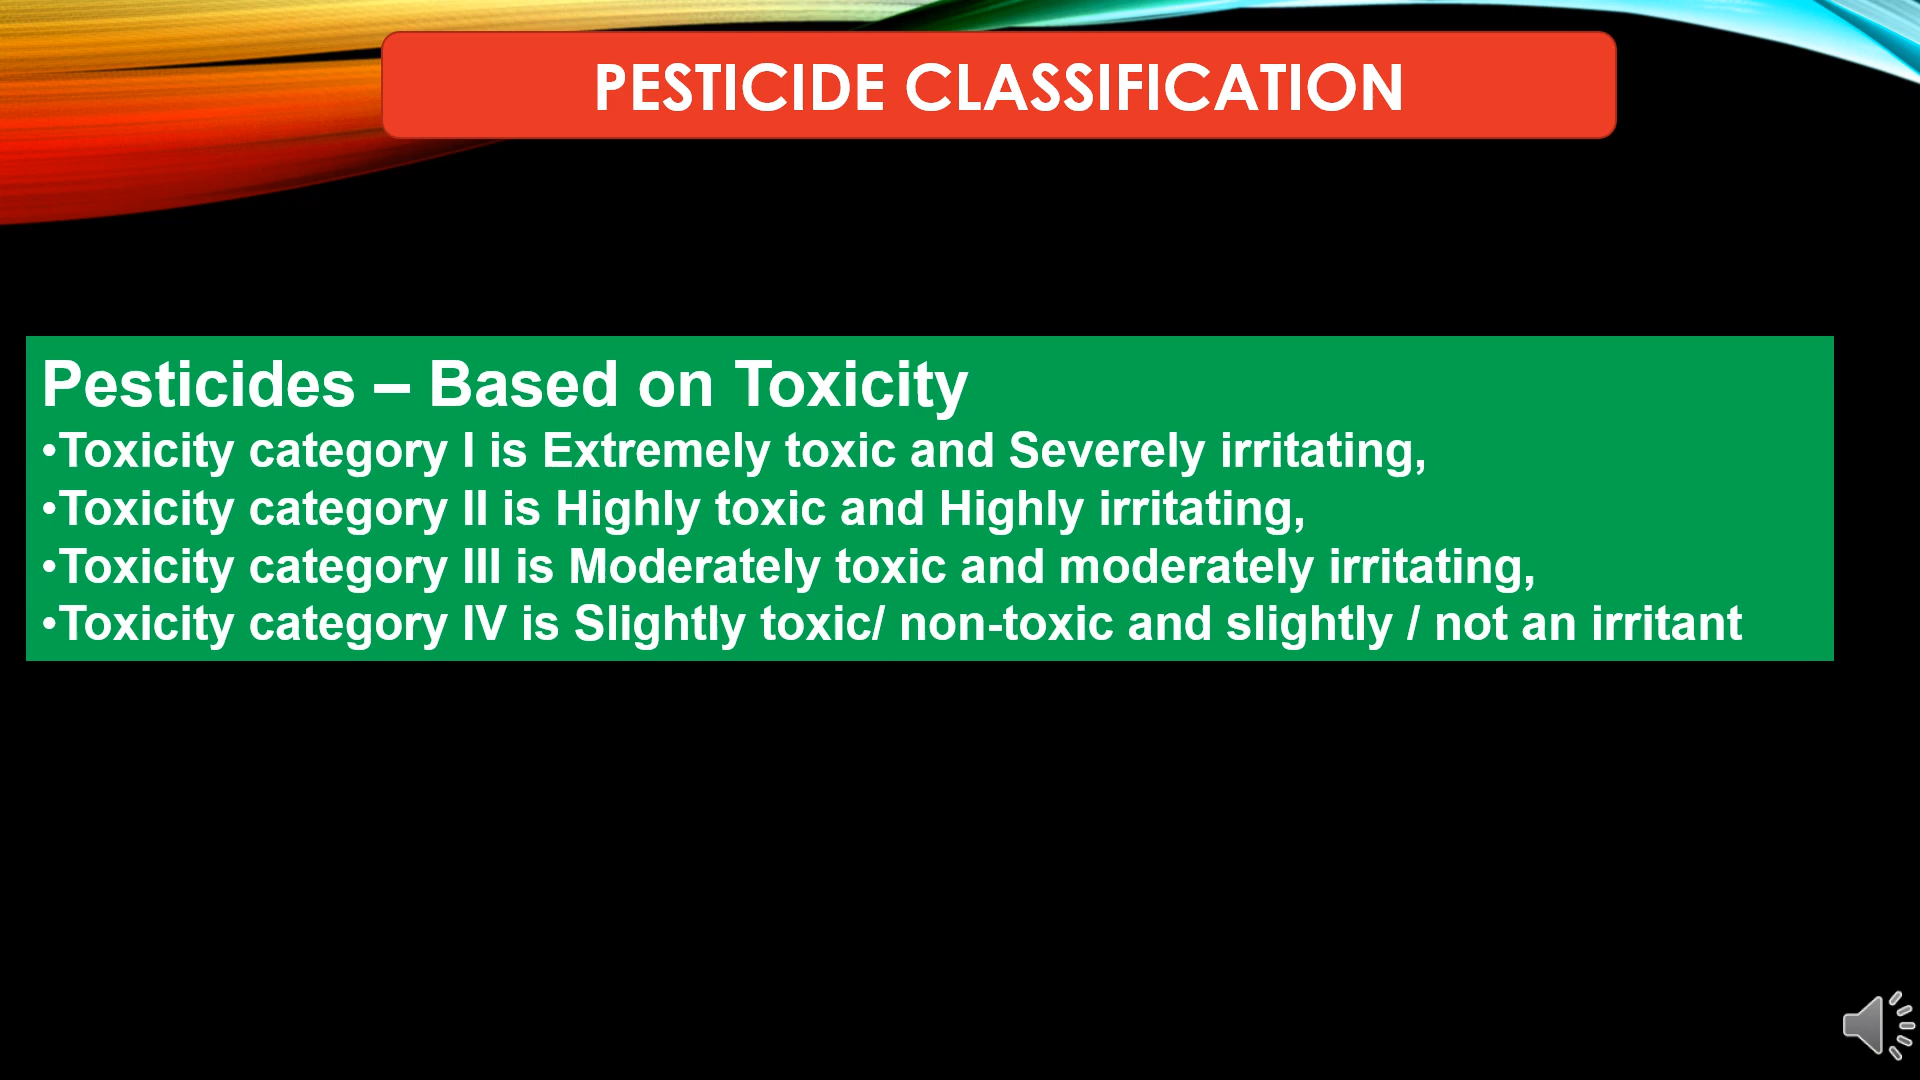 PESTICIDE CLASSIFICATION
Pesticides – Based on Toxicity
•Toxicity category I is Extremely toxic and Severely irritating,
•Toxicity category II is Highly toxic and Highly irritating,
•Toxicity category III is Moderately toxic and moderately irritating,
•Toxicity category IV is Slightly toxic/ non-toxic and slightly / not an irritant